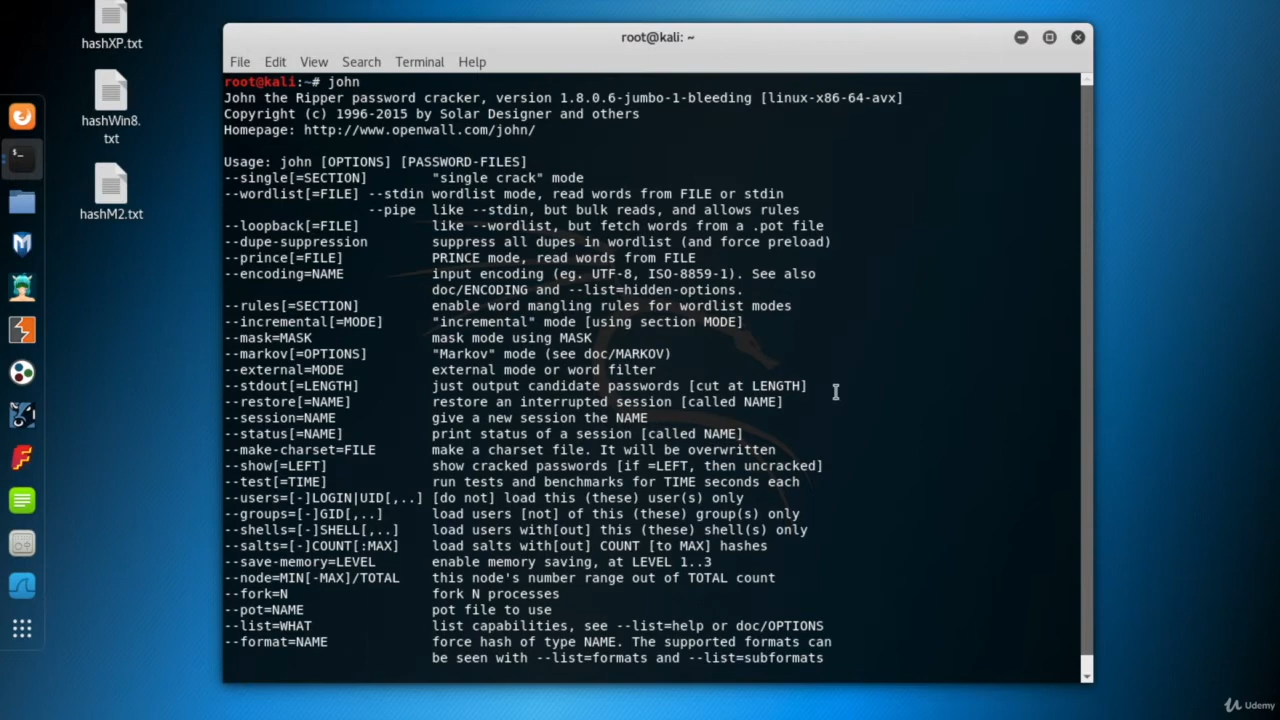 hashXP.txt
hashWin8.
txt
hashM2.txt
root@kali: ~
File Edit View Search Terminal Help
root@kali:~# john
John the Ripper password cracker, version 1.8.0.6-jumbo-1-bleeding [linux-x86-64-avx]
Copyright (c) 1996-2015 by Solar Designer and others
Homepage: http://www.openwall.com/john/
Usage: john [OPTIONS] [PASSWORD-FILES]
--single[=SECTION] "single crack" mode
--wordlist[=FILE] --stdin wordlist mode, read words from FILE or stdin
--pipe like --stdin, but bulk reads, and allows rules
--loopback[=FILE] like --wordlist, but fetch words from a .pot file
--dupe-suppression suppress all dupes in wordlist (and force preload)
--prince[=FILE] PRINCE mode, read words from FILE
--encoding=NAME input encoding (eg. UTF-8, ISO-8859-1). See also
doc/ENCODING and --list=hidden-options.
--rules[=SECTION] enable word mangling rules for wordlist modes
--incremental[=MODE] "incremental" mode [using section MODE]
--mask=MASK mask mode using MASK
--markov[=OPTIONS] "Markov" mode (see doc/MARKOV)
--external=MODE external mode or word filter
--stdout[=LENGTH] just output candidate passwords [cut at LENGTH]
--restore[=NAME] restore an interrupted session [called NAME]
--session=NAME give a new session the NAME
--status[=NAME] print status of a session [called NAME]
--make-charset=FILE make a charset file. It will be overwritten
--show[=LEFT] show cracked passwords [if =LEFT, then uncracked]
--test[=TIME] run tests and benchmarks for TIME seconds each
--users=[-]LOGIN|UID[,..] [do not] load this (these) user(s) only
--groups=[-]GID[,..] load users [not] of this (these) group(s) only
--shells=[-]SHELL[,..] load users with[out] this (these) shell(s) only
--salts=[-]COUNT[:MAX] load salts with[out] COUNT [to MAX] hashes
--save-memory=LEVEL enable memory saving, at LEVEL 1..3
--node=MIN[-MAX]/TOTAL this node's number range out of TOTAL count
--fork=N fork N processes
--pot=NAME pot file to use
--list=WHAT list capabilities, see --list=help or doc/OPTIONS
--format=NAME force hash of type NAME. The supported formats can
be seen with --list=formats and --list=subformats
Udemy